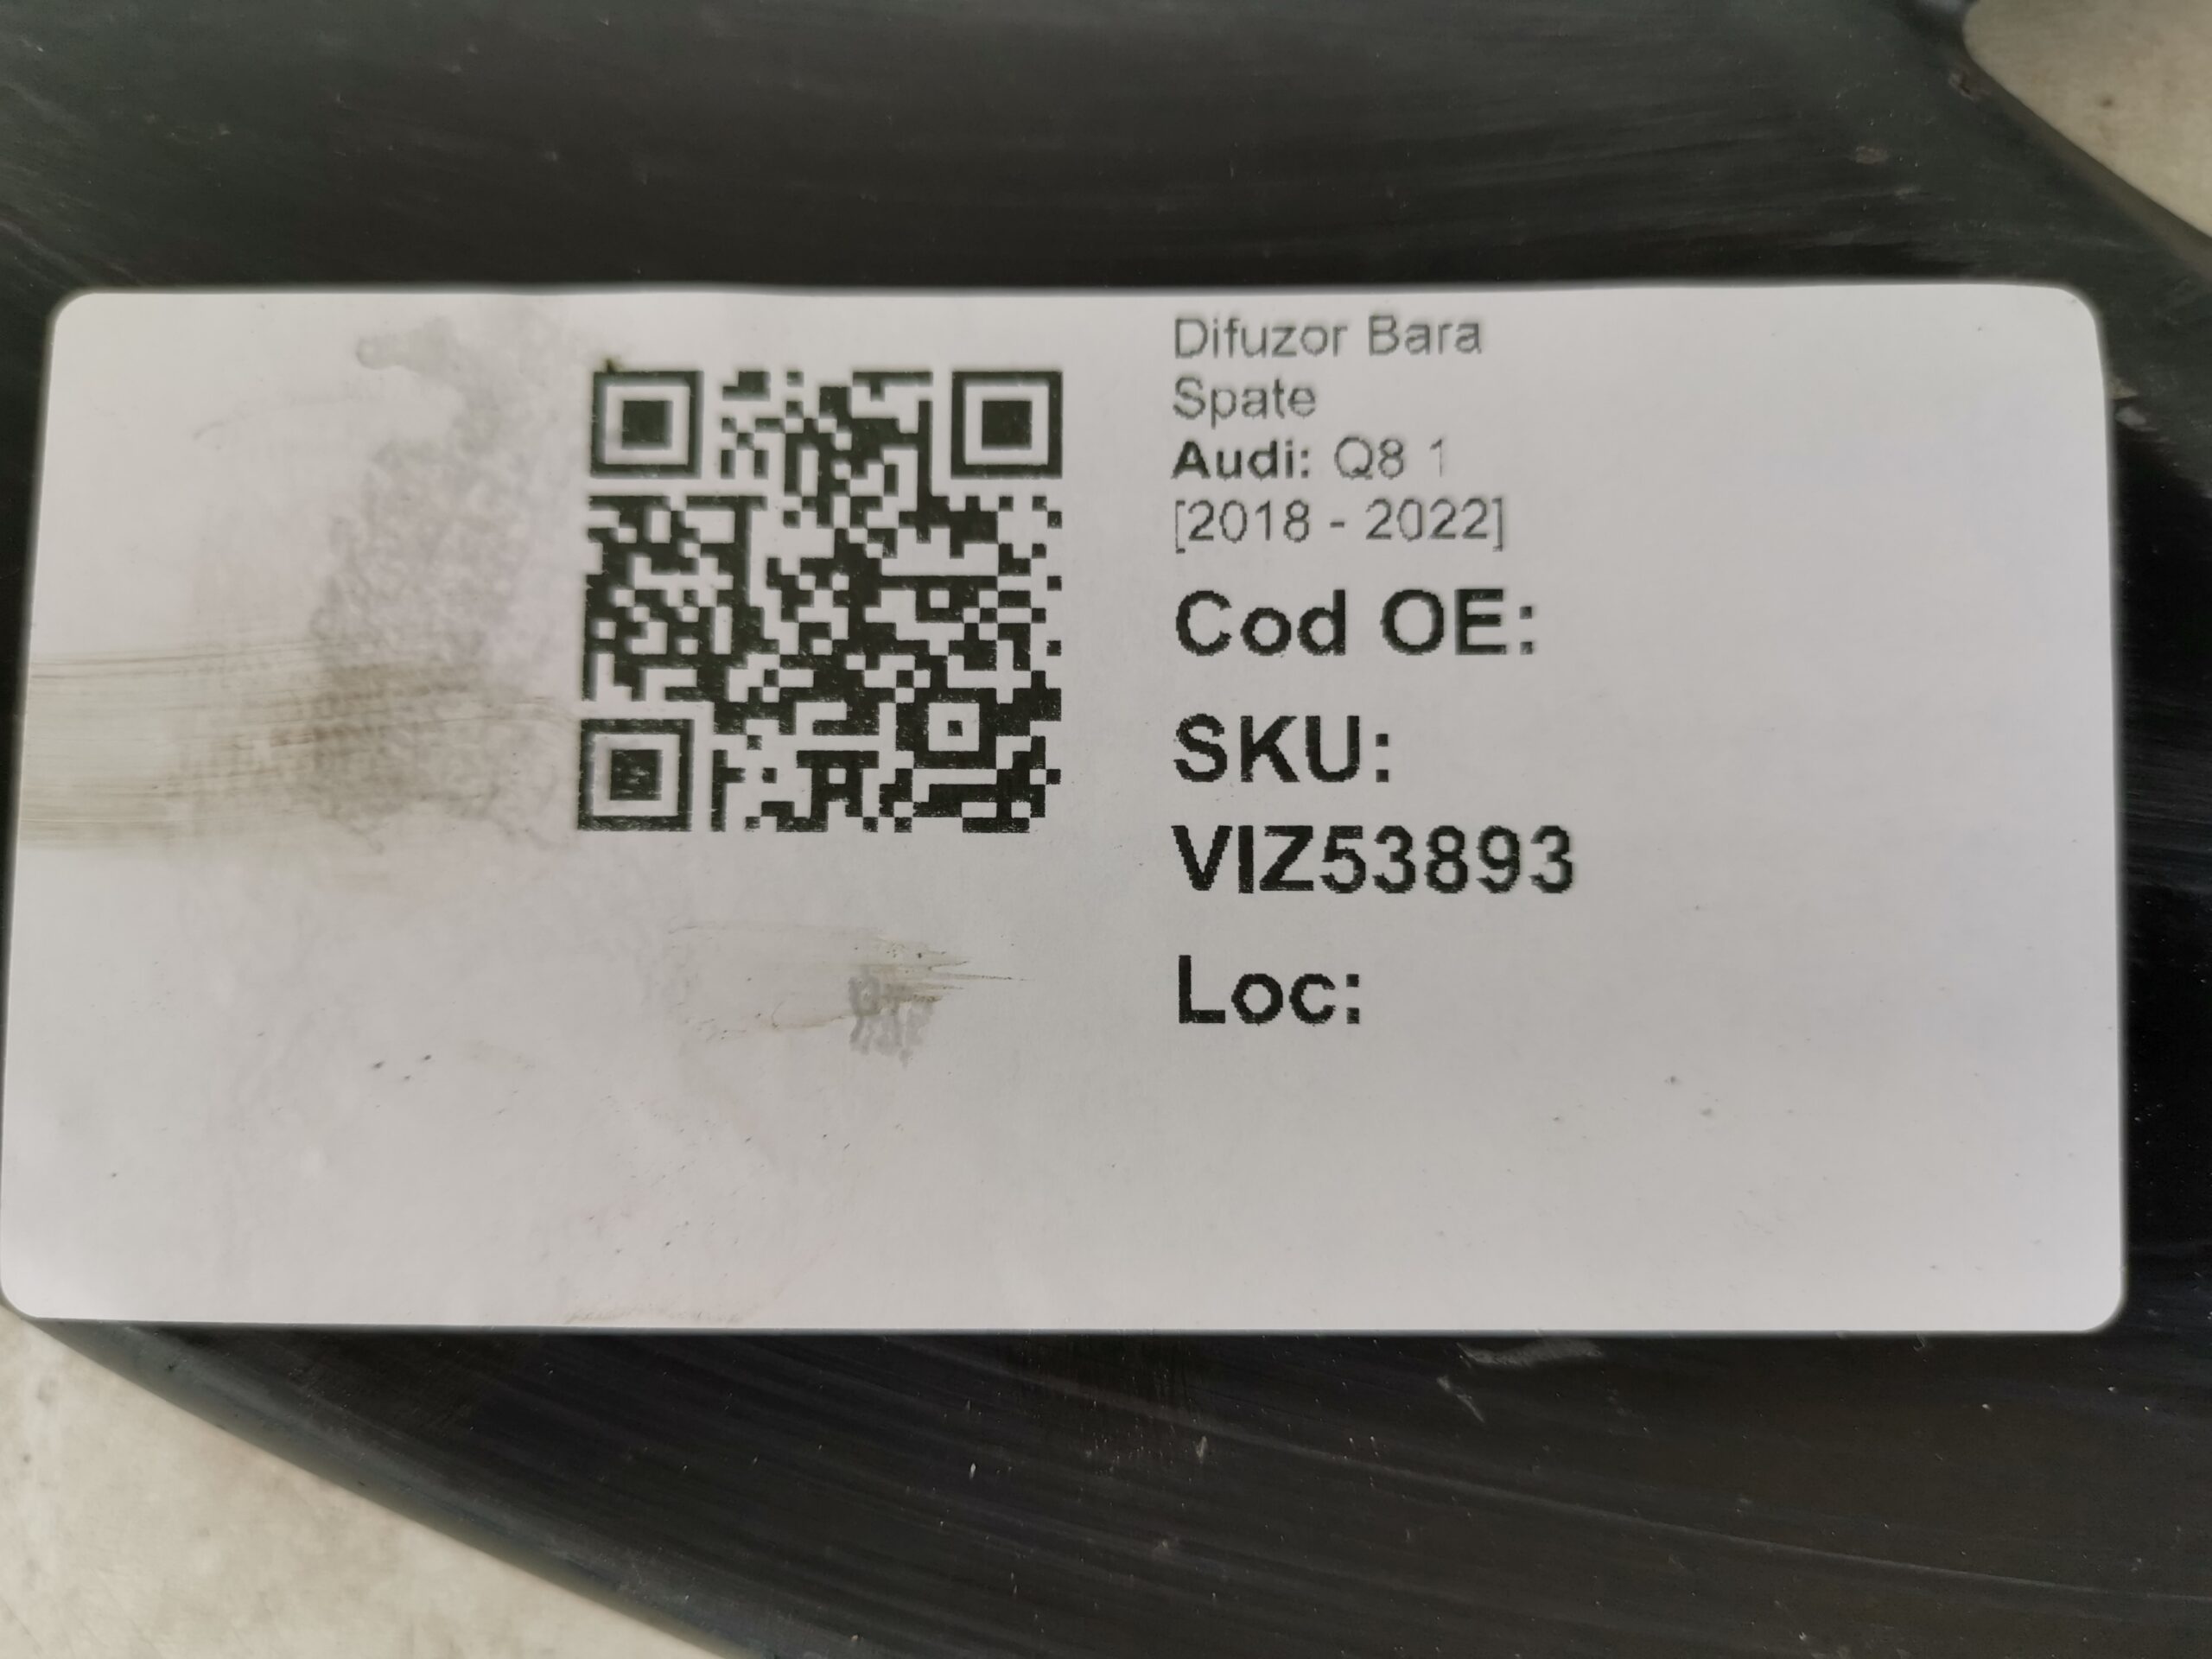 Difuzor Bara
Spate
Audi: Q8 1
[2018 - 2022]
Cod OE:
SKU:
VIZ53893
Loc: